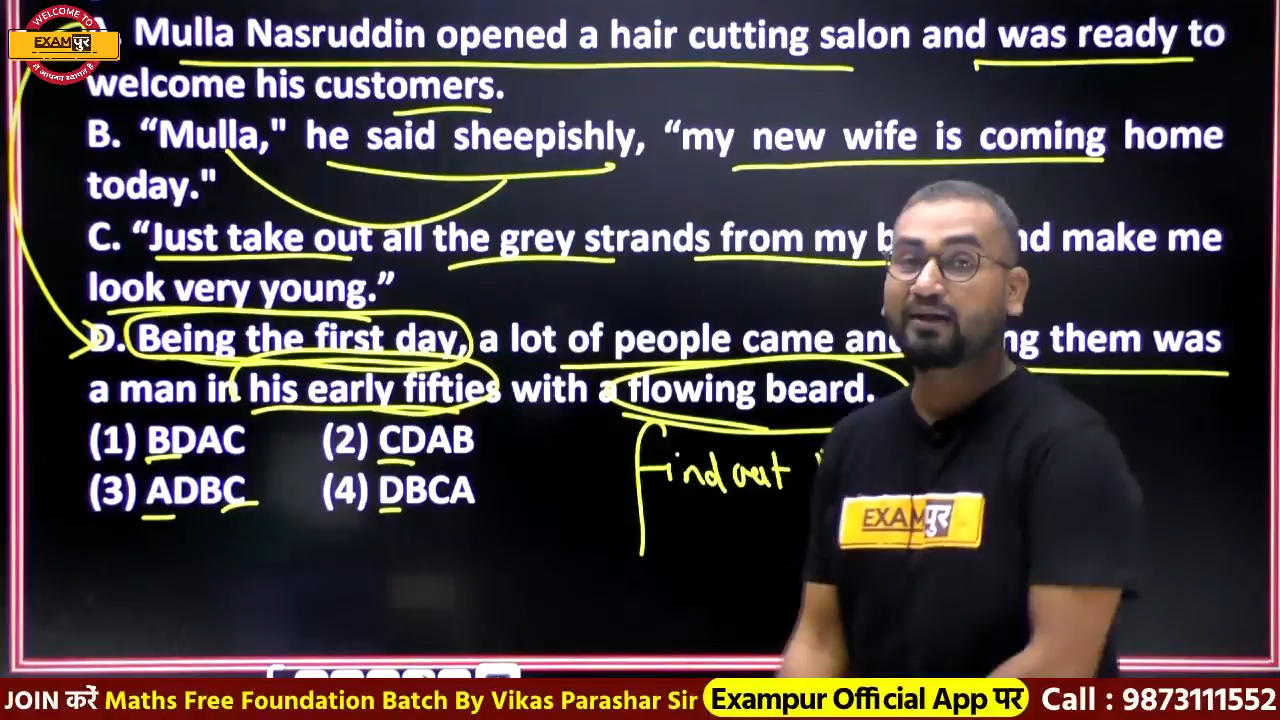 WELCOME TO
EXAMपुर
में आपका स्वागत है
Mulla Nasruddin opened a hair cutting salon and was ready to
welcome his customers.
B. “Mulla," he said sheepishly, “my new wife is coming home
today."
C. “Just take out all the grey strands from my make me
look very young.”
D. Being the first day, a lot of people came them was
a man in his early fifties with a flowing beard.
(1) BDAC (2) CDAB
(3) ADBC (4) DBCA
Find out
EXAMपुर
JOIN करें Maths Free Foundation Batch By Vikas Parashar Sir Exampur Official App पर Call : 9873111552